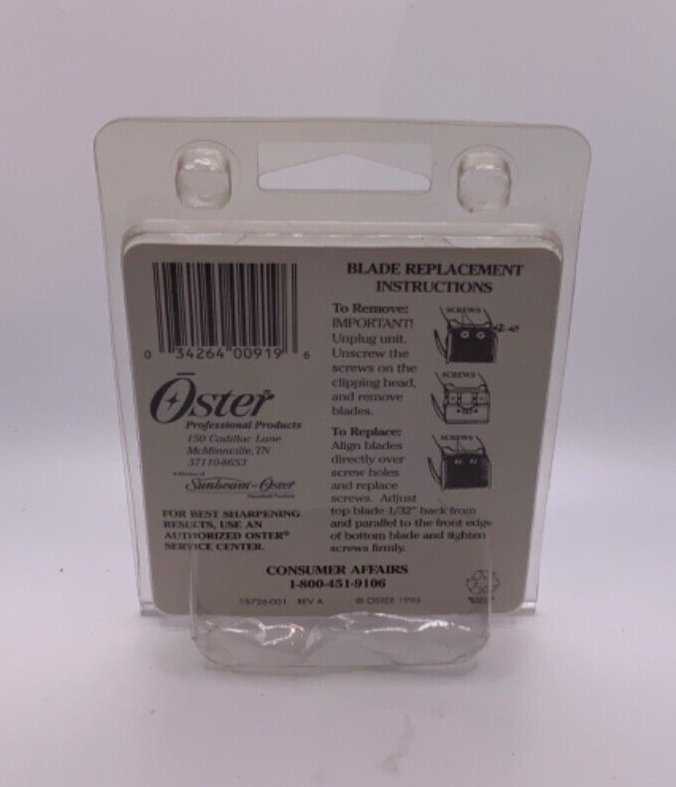 0 34264 00919 6
Oster®
Professional Products
150 Cadillac Lane
McMinnville, TN
37110-8653
A Division of
Sunbeam-Oster
Household Products
FOR BEST SHARPENING
RESULTS, USE AN
AUTHORIZED OSTER®
SERVICE CENTER.
BLADE REPLACEMENT
INSTRUCTIONS
To Remove:
IMPORTANT!
Unplug unit.
Unscrew the
screws on the
clipping head,
and remove
blades.
SCREWS
SCREWS
To Replace:
Align blades
directly over
screw holes
and replace
screws. Adjust
top blade 1/32" back from
and parallel to the front edge
of bottom blade and tighten
screws firmly.
SCREWS
CONSUMER AFFAIRS
1-800-451-9106
REV A
© OSTER